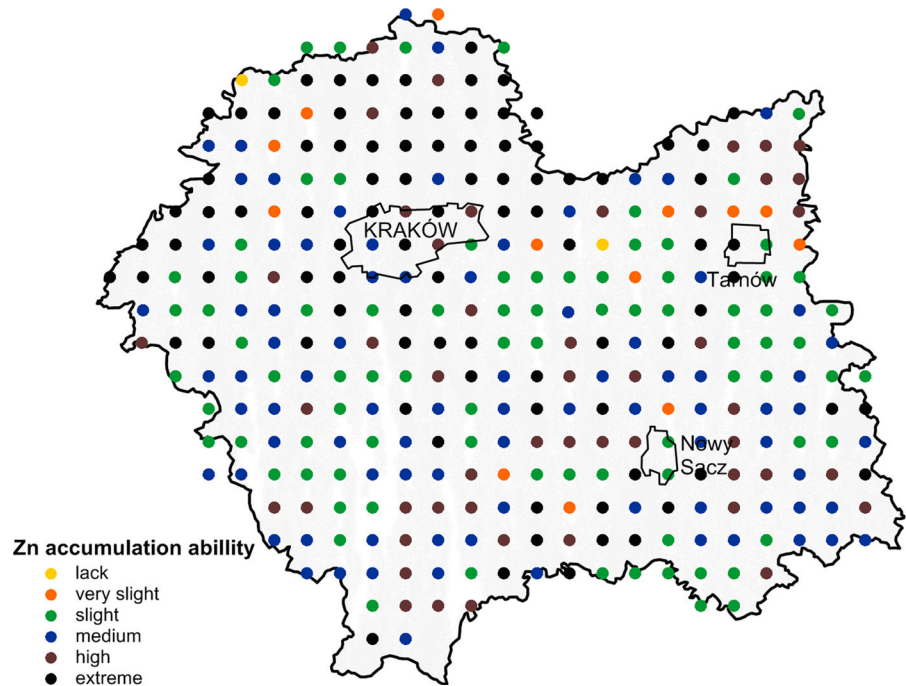 KRAKÓW
Tarnów
Nowy
Sącz
Zn accumulation abillity
lack
very slight
slight
medium
high
extreme